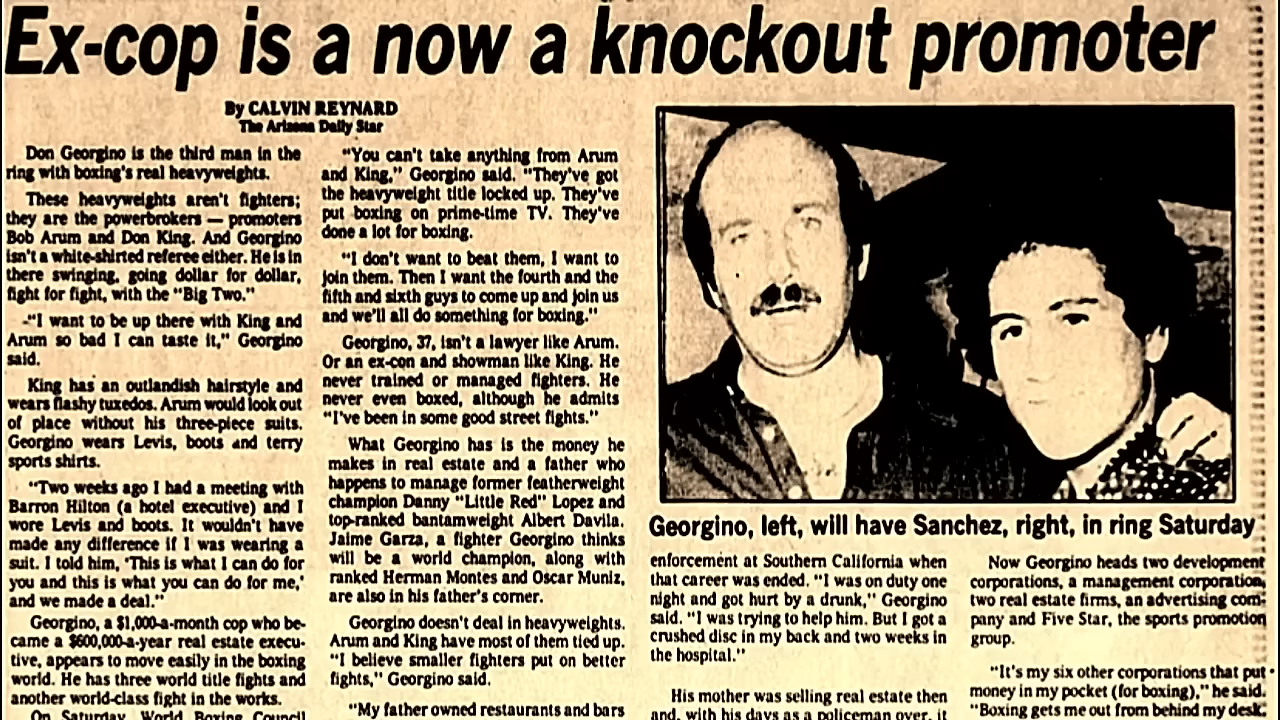 Ex-cop is a now a knockout promoter
By CALVIN REYNARD
The Arizona Daily Star
Don Georgino is the third man in the
ring with boxing's real heavyweights.
These heavyweights aren't fighters;
they are the powerbrokers — promoters
Bob Arum and Don King. And Georgino
isn't a white-shirted referee either. He is in
there swinging, going dollar for dollar,
fight for fight, with the "Big Two."
"I want to be up there with King and
Arum so bad I can taste it," Georgino
said.
King has an outlandish hairstyle and
wears flashy tuxedos. Arum would look out
of place without his three-piece suits.
Georgino wears Levis, boots and terry
sports shirts.
"Two weeks ago I had a meeting with
Barron Hilton (a hotel executive) and I
wore Levis and boots. It wouldn't have
made any difference if I was wearing a
suit. I told him, 'This is what I can do for
you and this is what you can do for me,'
and we made a deal."
Georgino, a $1,000-a-month cop who be-
came a $600,000-a-year real estate execu-
tive, appears to move easily in the boxing
world. He has three world title fights and
another world-class fight in the works.
On Saturday, World Boxing Council
"You can't take anything from Arum
and King," Georgino said. "They've got
the heavyweight title locked up. They've
put boxing on prime-time TV. They've
done a lot for boxing.
"I don't want to beat them, I want to
join them. Then I want the fourth and the
fifth and sixth guys to come up and join us
and we'll all do something for boxing."
Georgino, 37, isn't a lawyer like Arum.
Or an ex-con and showman like King. He
never trained or managed fighters. He
never even boxed, although he admits
"I've been in some good street fights."
What Georgino has is the money he
makes in real estate and a father who
happens to manage former featherweight
champion Danny "Little Red" Lopez and
top-ranked bantamweight Albert Davila.
Jaime Garza, a fighter Georgino thinks
will be a world champion, along with
ranked Herman Montes and Oscar Muniz,
are also in his father's corner.
Georgino doesn't deal in heavyweights.
Arum and King have most of them tied up.
"I believe smaller fighters put on better
fights," Georgino said.
"My father owned restaurants and bars
Georgino, left, will have Sanchez, right, in ring Saturday
enforcement at Southern California when
that career was ended. "I was on duty one
night and got hurt by a drunk," Georgino
said. "I was trying to help him. But I got a
crushed disc in my back and two weeks in
the hospital."
His mother was selling real estate then
and, with his days as a policeman over, it
Now Georgino heads two development
corporations, a management corporation,
two real estate firms, an advertising com-
pany and Five Star, the sports promotion
group.
"It's my six other corporations that put
money in my pocket (for boxing)," he said.
"Boxing gets me out from behind my desk.